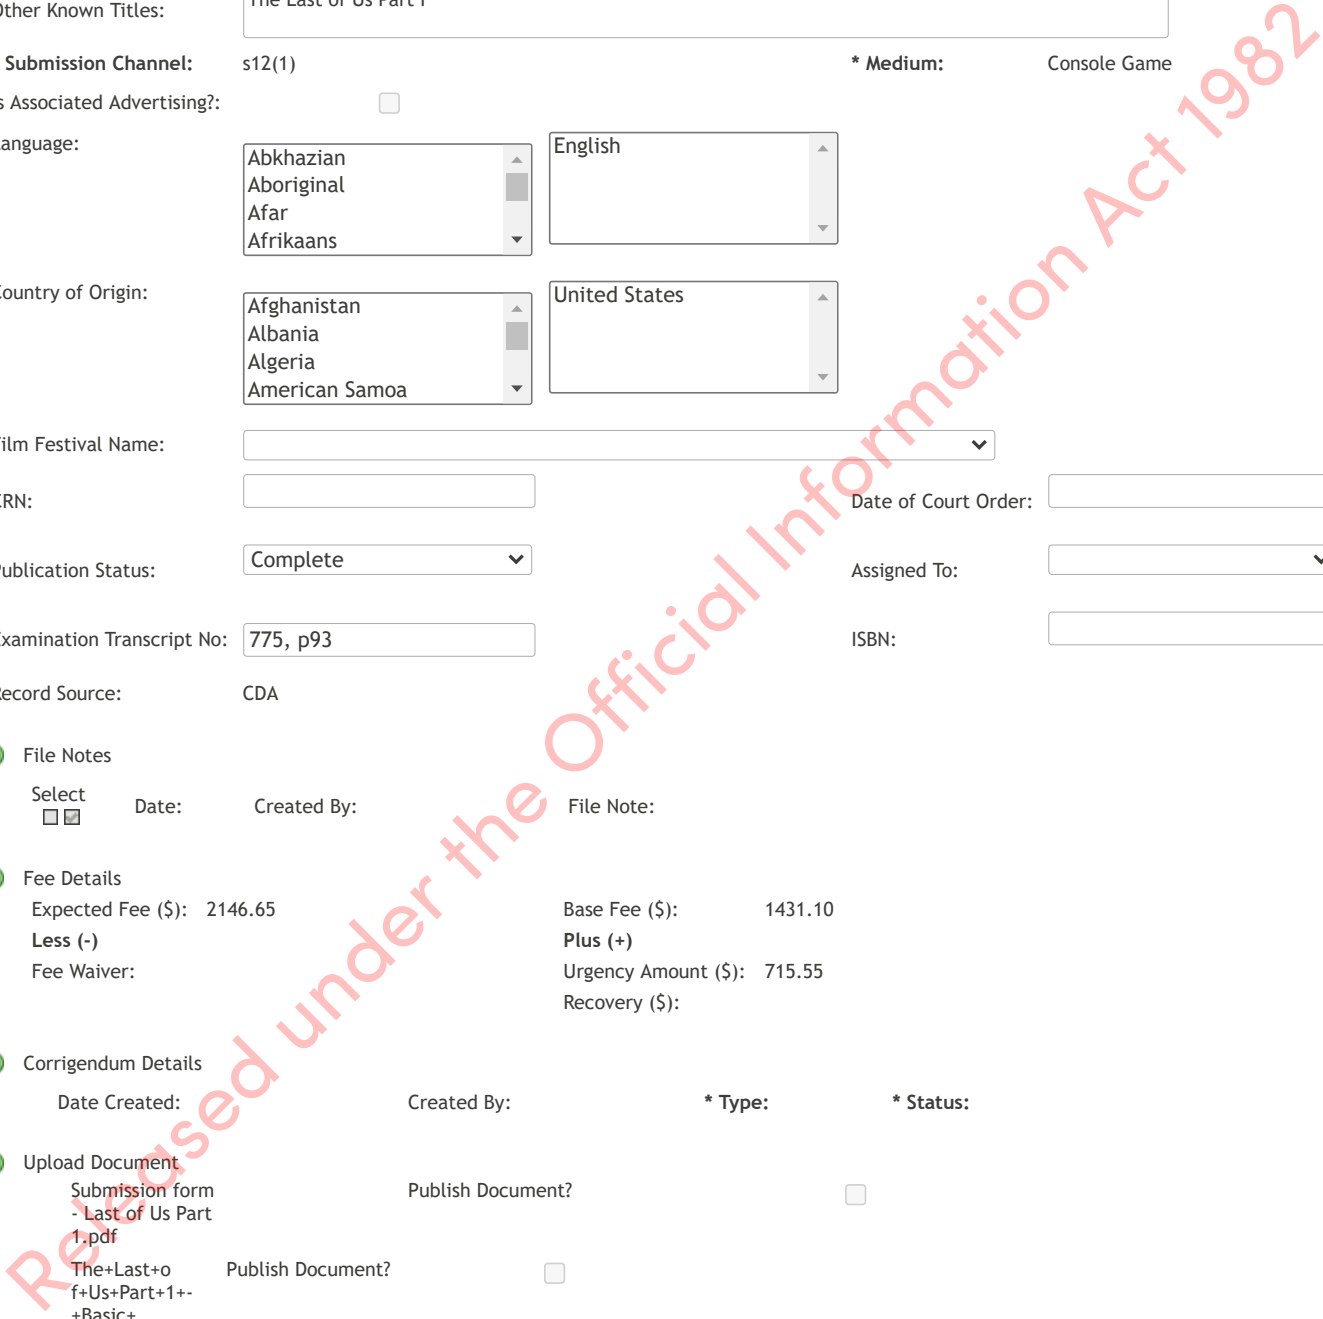 Other Known Titles: The Last of Us Part I
Submission Channel: s12(1) * Medium: Console Game
s Associated Advertising?:
anguage: Abkhazian English
Aboriginal
Afar
Afrikaans
Country of Origin: Afghanistan United States
Albania
Algeria
American Samoa
ilm Festival Name:
CRN: Date of Court Order:
Publication Status: Complete Assigned To:
Examination Transcript No: 775, p93 ISBN:
Record Source: CDA
File Notes
Select Date: Created By: File Note:
Fee Details
Expected Fee ($): 2146.65 Base Fee ($): 1431.10
Less (-) Plus (+)
Fee Waiver: Urgency Amount ($): 715.55
Recovery ($):
Corrigendum Details
Date Created: Created By: * Type: * Status:
Upload Document
Submission form Publish Document?
- Last of Us Part
1.pdf
The+Last+o Publish Document?
f+Us+Part+1+-
+Basic+
Released under the Official Information Act 1982